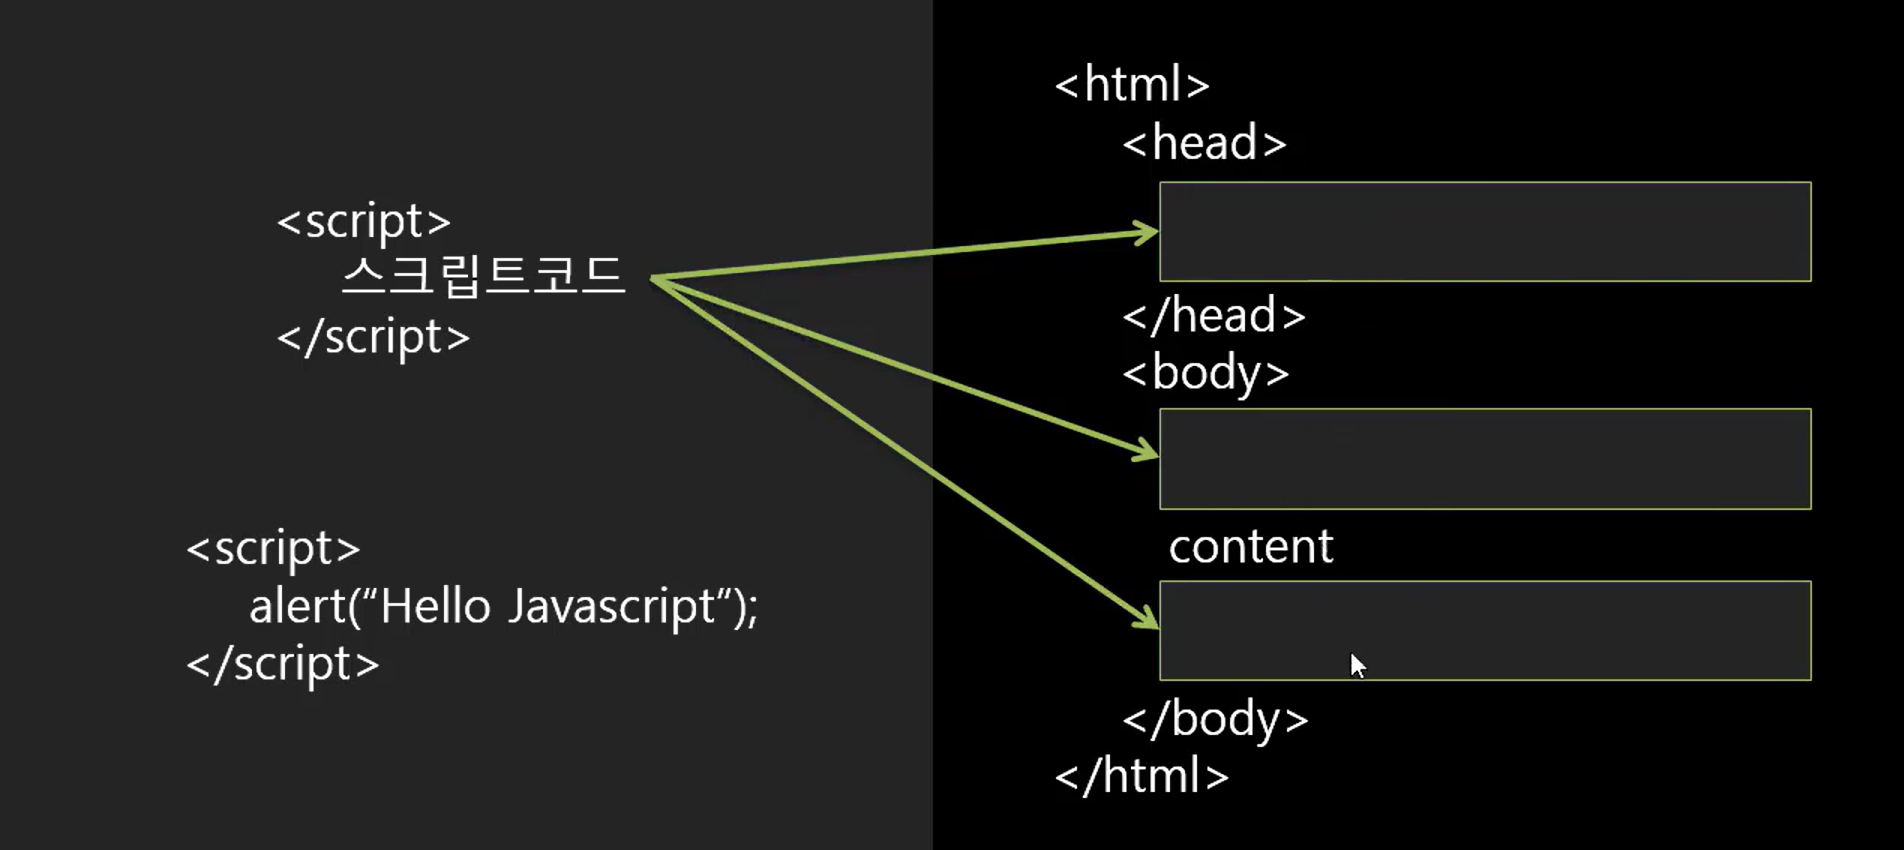 <script>
스크립트코드
</script>
<script>
alert(“Hello Javascript“);
</script>
<html>
<head>
</head>
<body>
content
</body>
</html>